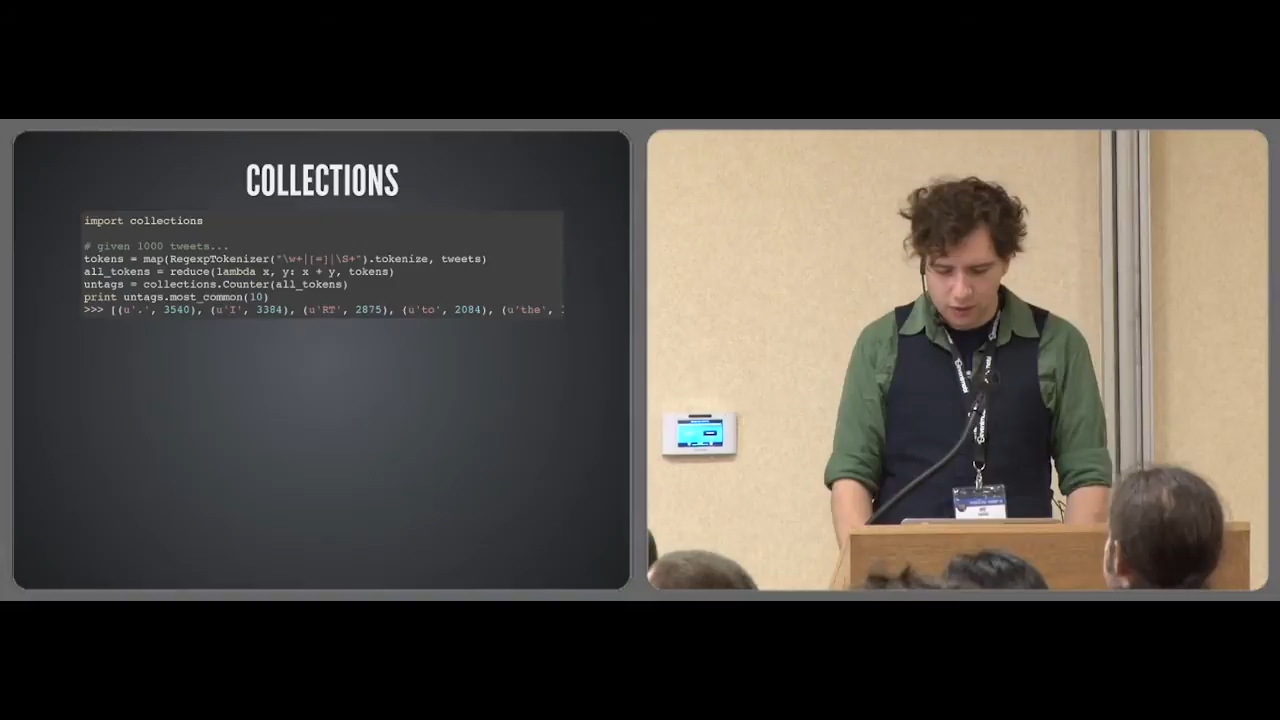 COLLECTIONS
import collections
# given 1000 tweets...
tokens = map(RegexpTokenizer("\w+|[=]|\S+").tokenize, tweets)
all_tokens = reduce(lambda x, y: x + y, tokens)
untags = collections.Counter(all_tokens)
print untags.most_common(10)
>>> [(u'.', 3540), (u'I', 3384), (u'RT', 2875), (u'to', 2084), (u'the',